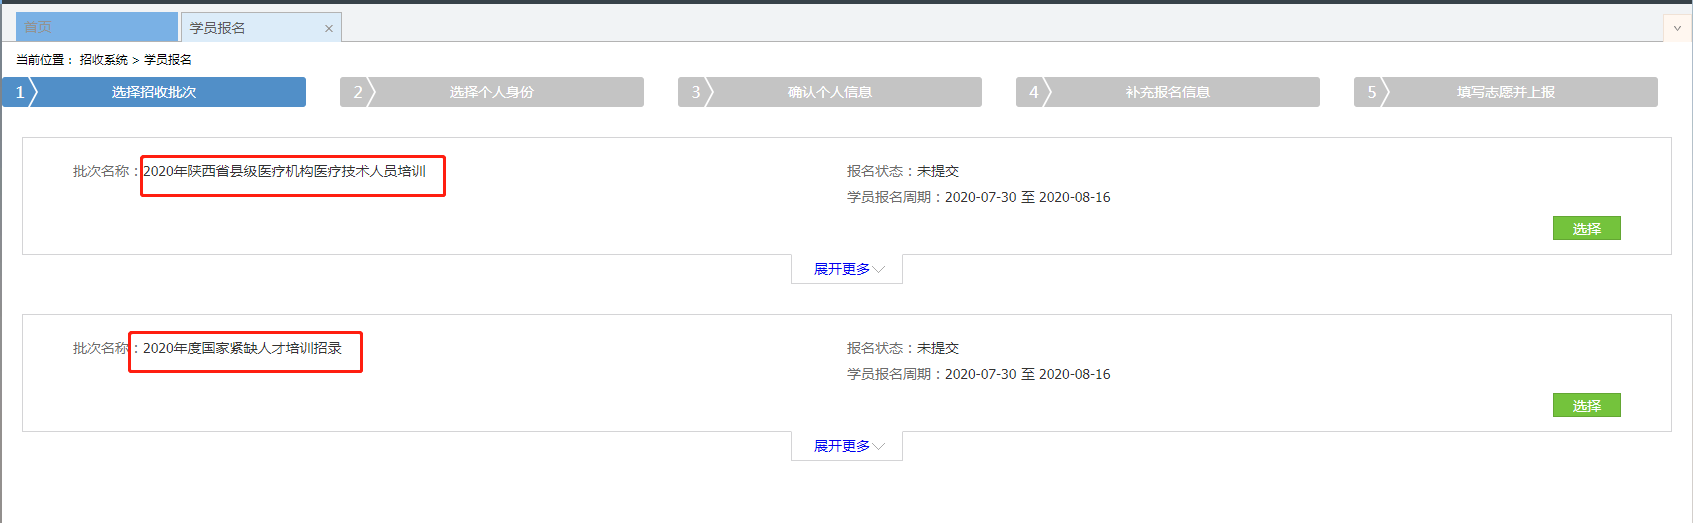 首页
学员报名 ×
当前位置： 招收系统 > 学员报名
1 选择招收批次
2 选择个人身份
3 确认个人信息
4 补充报名信息
5 填写志愿并上报
批次名称：2020年陕西省县级医疗机构医疗技术人员培训
报名状态：未提交
学员报名周期：2020-07-30 至 2020-08-16
选择
展开更多
批次名称：2020年度国家紧缺人才培训招录
报名状态：未提交
学员报名周期：2020-07-30 至 2020-08-16
选择
展开更多